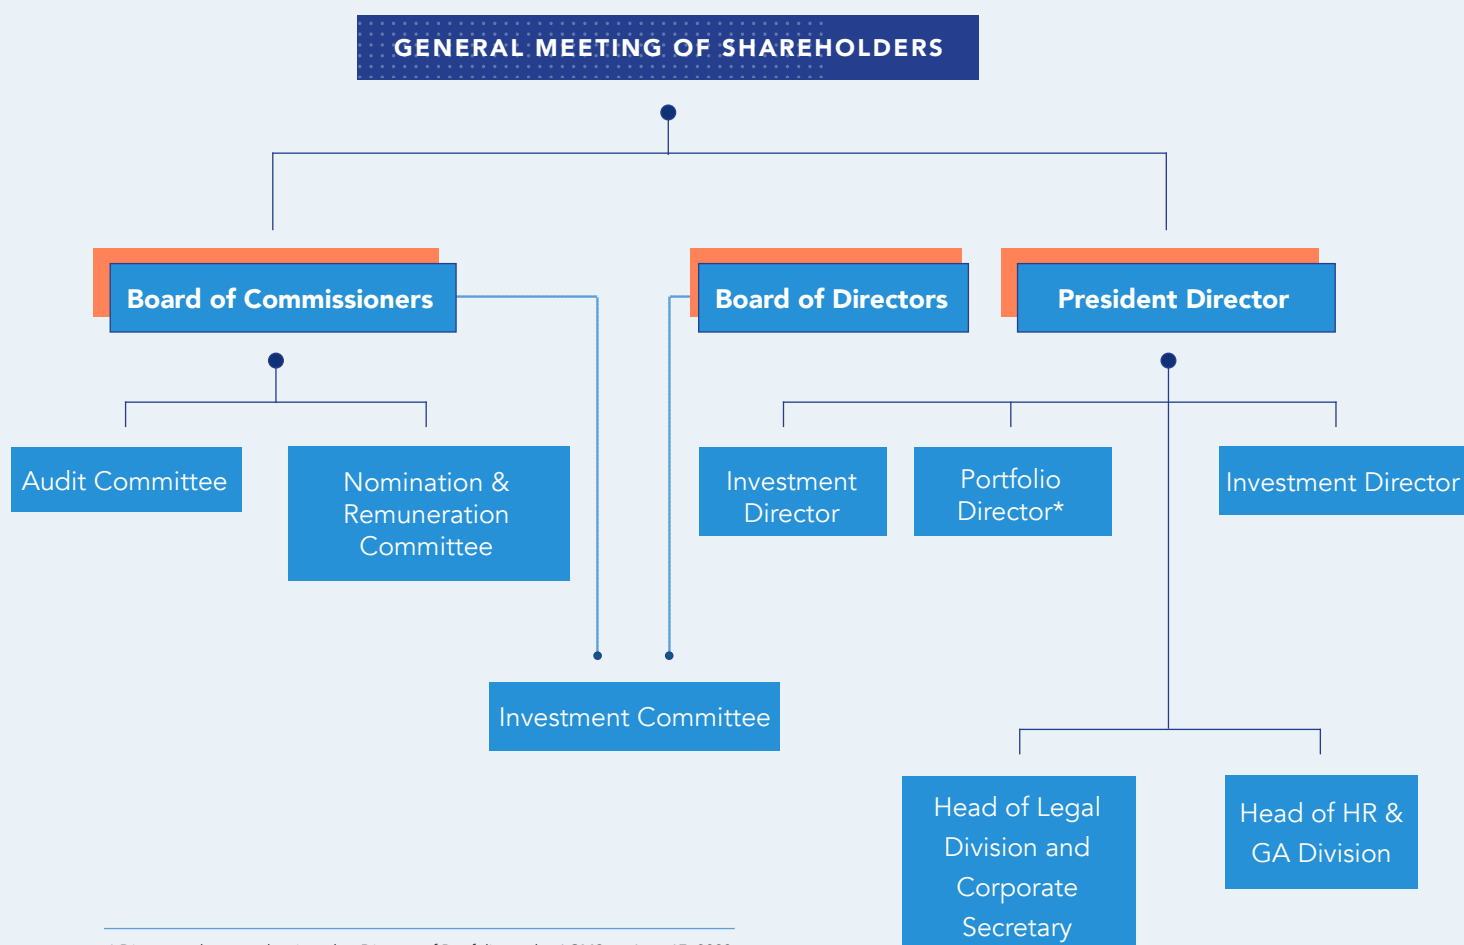 GENERAL MEETING OF SHAREHOLDERS
Board of Commissioners
Board of Directors
President Director
Audit Committee
Nomination &
Remuneration
Committee
Investment
Director
Portfolio
Director*
Investment Director
Investment Committee
Head of Legal
Division and
Corporate
Secretary
Head of HR &
GA Division